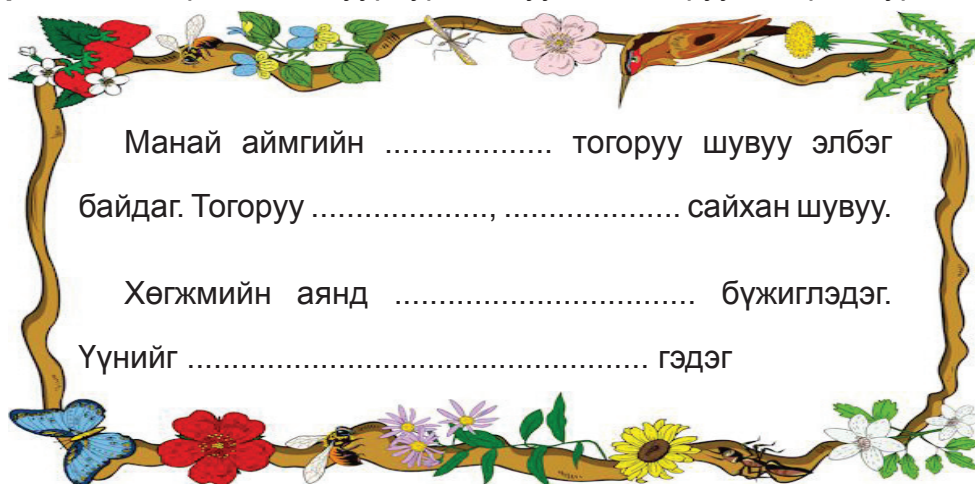 Манай аймгийн ................... тогоруу шувуу элбэг
байдаг. Тогоруу ...................., .................... сайхан шувуу.
Хөгжмийн аянд .................................. бүжиглэдэг.
Үүнийг .................................................... гэдэг